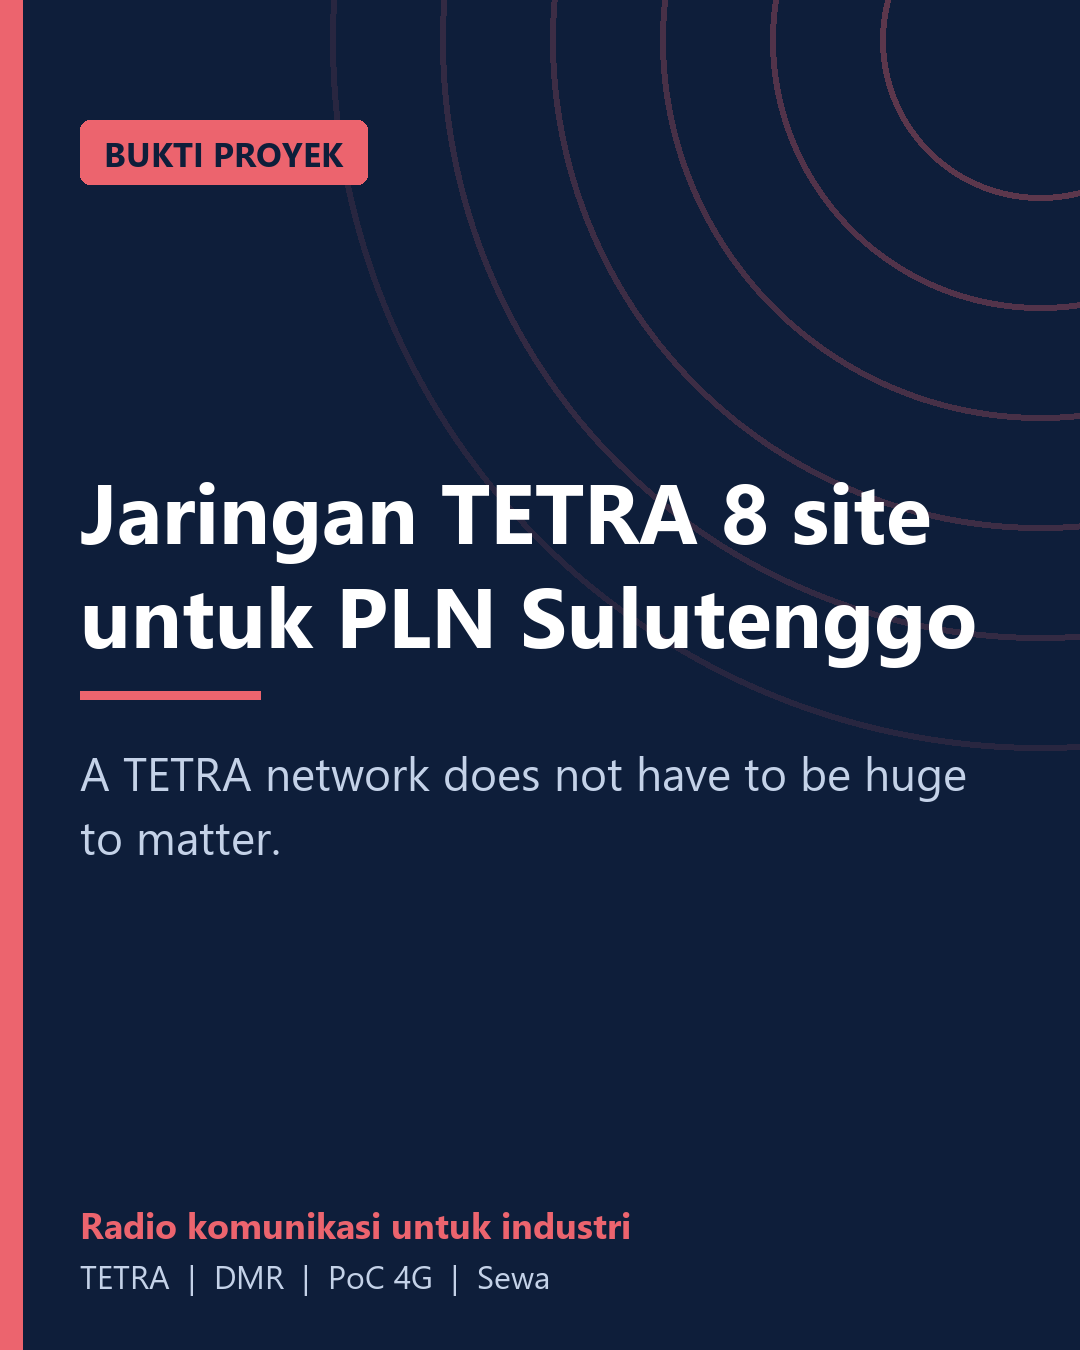 BUKTI PROYEK
Jaringan TETRA 8 site
untuk PLN Sulutenggo
A TETRA network does not have to be huge
to matter.
Radio komunikasi untuk industri
TETRA | DMR | PoC 4G | Sewa